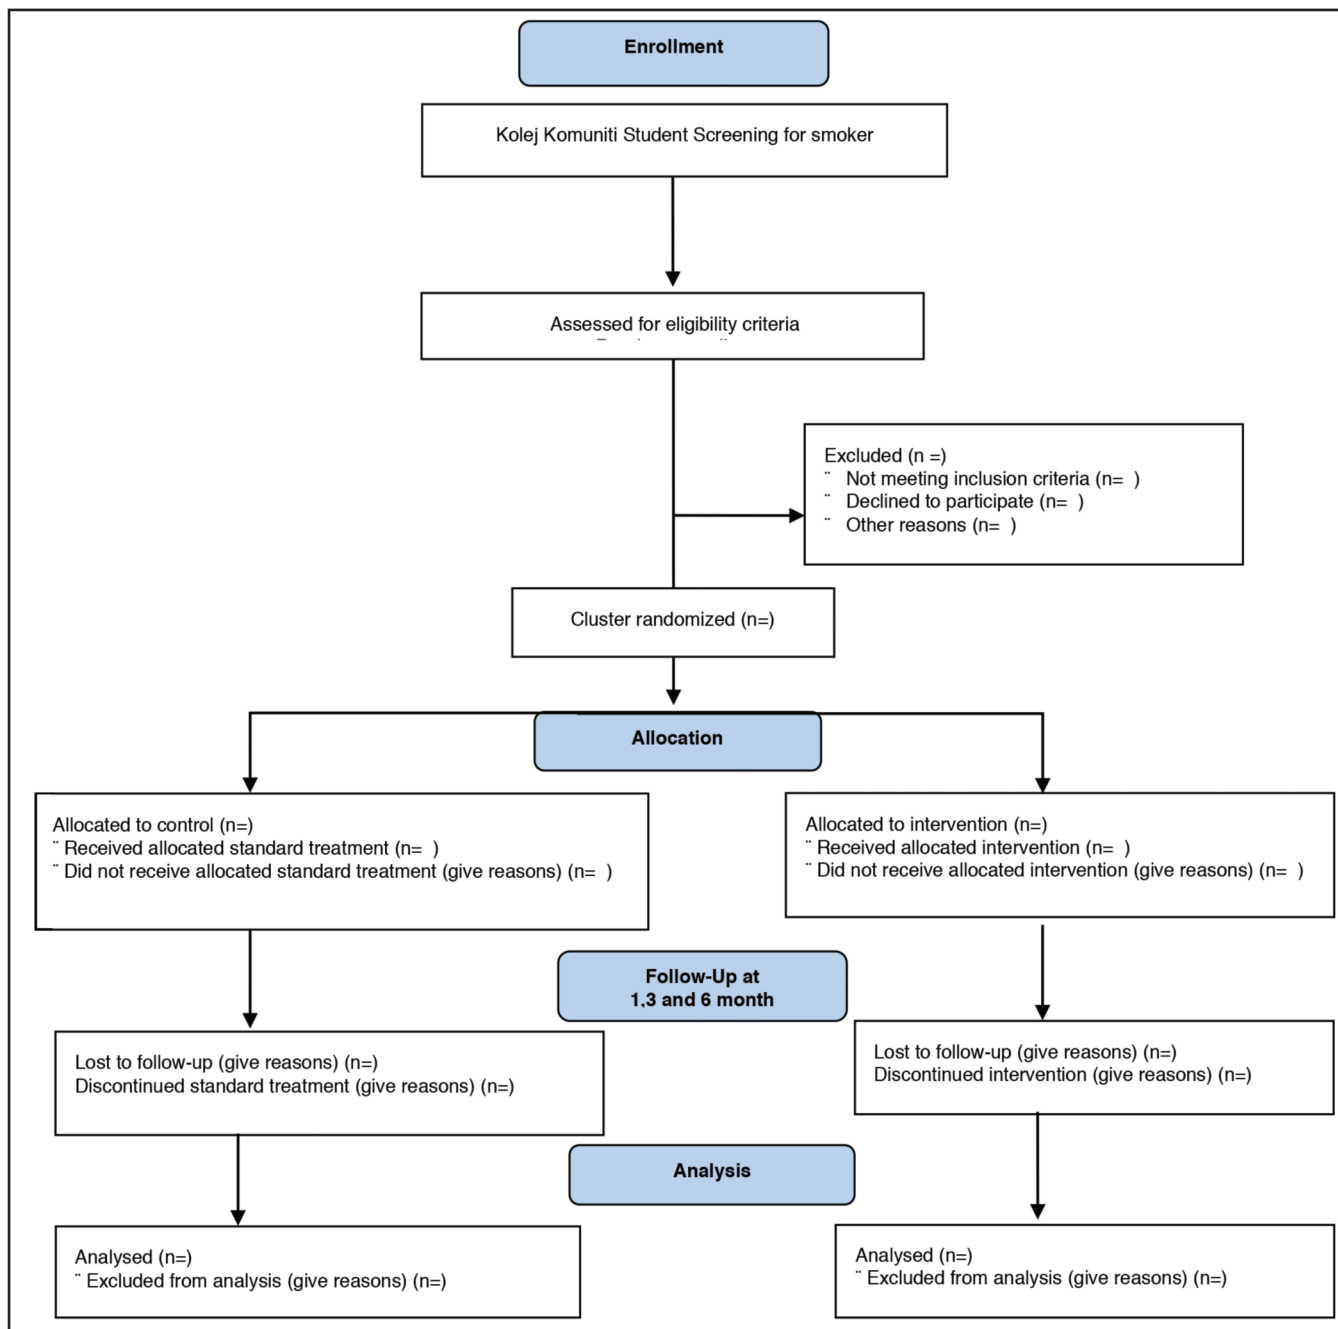 Enrollment
Kolej Komuniti Student Screening for smoker
Assessed for eligibility criteria
Excluded (n =)
¨ Not meeting inclusion criteria (n=  )
¨ Declined to participate (n=  )
¨ Other reasons (n=  )
Cluster randomized (n=)
Allocation
Allocated to control (n=)
¨ Received allocated standard treatment (n=  )
¨ Did not receive allocated standard treatment (give reasons) (n=  )
Allocated to intervention (n=)
¨ Received allocated intervention (n=  )
¨ Did not receive allocated intervention (give reasons) (n=  )
Follow-Up at
1,3 and 6 month
Lost to follow-up (give reasons) (n=)
Discontinued standard treatment (give reasons) (n=)
Lost to follow-up (give reasons) (n=)
Discontinued intervention (give reasons) (n=)
Analysis
Analysed (n=)
¨ Excluded from analysis (give reasons) (n=)
Analysed (n=)
¨ Excluded from analysis (give reasons) (n=)